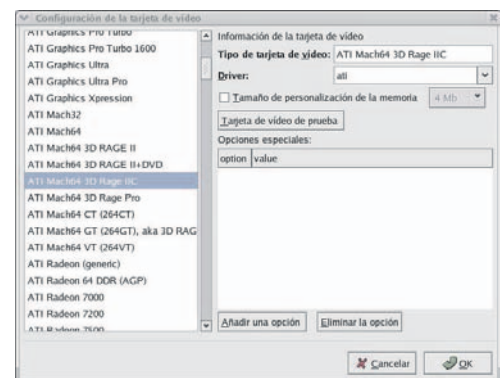 Configuración de la tarjeta de vídeo
ATI Graphics Pro Turbo
ATI Graphics Pro Turbo 1600
ATI Graphics Ultra
ATI Graphics Ultra Pro
ATI Graphics Xpression
ATI Mach32
ATI Mach64
ATI Mach64 3D RAGE II
ATI Mach64 3D RAGE II+DVD
ATI Mach64 3D Rage IIC
ATI Mach64 3D Rage Pro
ATI Mach64 CT (264CT)
ATI Mach64 GT (264GT), aka 3D RAG
ATI Mach64 VT (264VT)
ATI Radeon (generic)
ATI Radeon 64 DDR (AGP)
ATI Radeon 7000
ATI Radeon 7200
ATI Radeon 7500
Información de la tarjeta de vídeo
Tipo de tarjeta de vídeo: ATI Mach64 3D Rage IIC
Driver: ati
Tamaño de personalización de la memoria 4 Mb
Tarjeta de vídeo de prueba
Opciones especiales:
option value
Añadir una opción Eliminar la opción
Cancelar OK